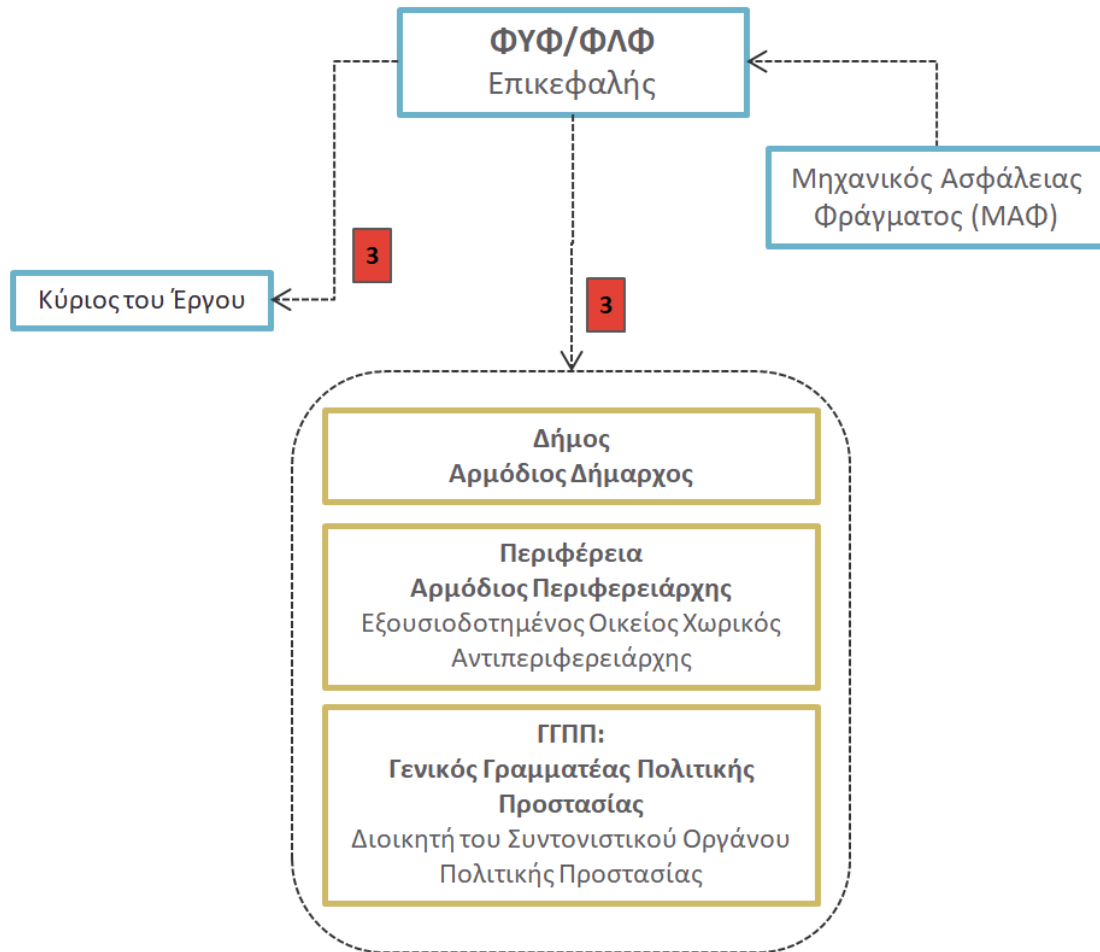 ΦΥΦ/ΦΛΦ
Επικεφαλής
Μηχανικός Ασφάλειας
Φράγματος (ΜΑΦ)
3
Κύριος του Έργου
3
Δήμος
Αρμόδιος Δήμαρχος
Περιφέρεια
Αρμόδιος Περιφερειάρχης
Εξουσιοδοτημένος Οικείος Χωρικός
Αντιπεριφερειάρχης
ΓΓΠΠ:
Γενικός Γραμματέας Πολιτικής
Προστασίας
Διοικητή του Συντονιστικού Οργάνου
Πολιτικής Προστασίας